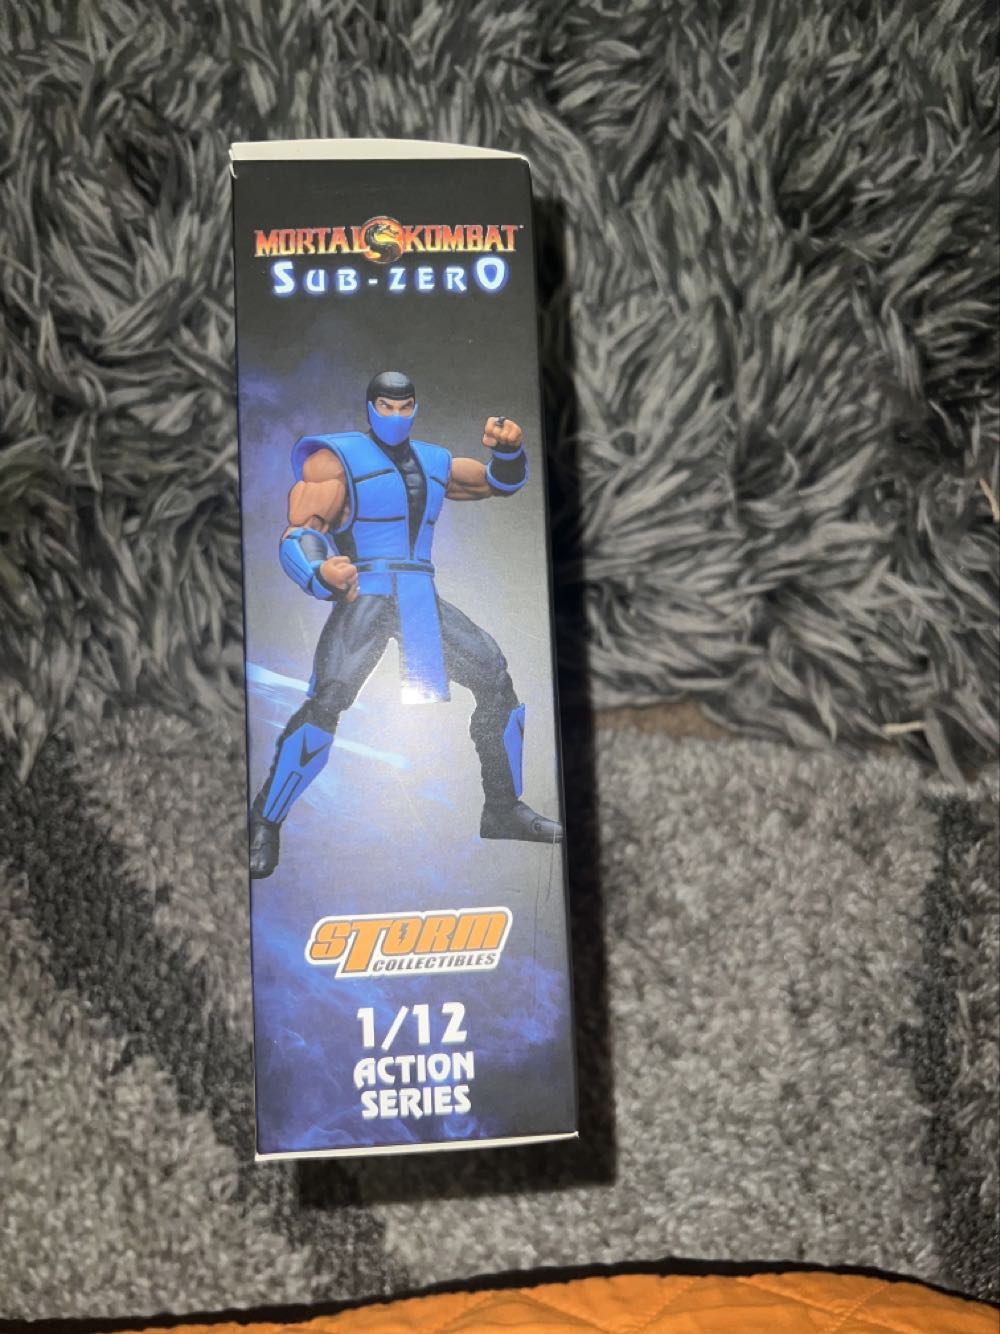 MORTAL KOMBAT
SUB-ZERO
STORM
COLLECTIBLES
1/12
ACTION
SERIES